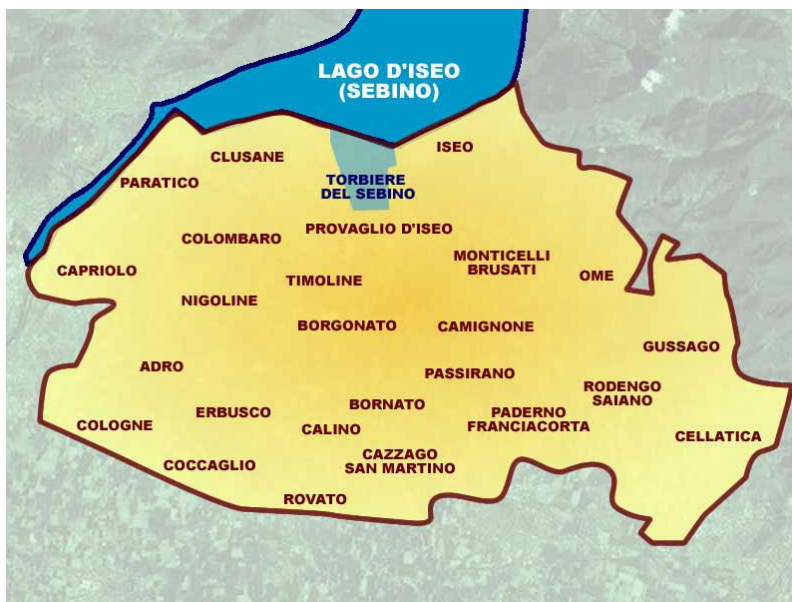 LAGO D'ISEO
(SEBINO)
ISEO
CLUSANE
PARATICO
TORBIERE
DEL SEBINO
PROVAGLIO D'ISEO
COLOMBARO
MONTICELLI
BRUSATI
CAPRIOLO
OME
TIMOLINE
NIGOLINE
BORGONATO
CAMIGNONE
GUSSAGO
ADRO
PASSIRANO
RODENGO
SAIANO
BORNATO
ERBUSCO
PADERNO
FRANCIACORTA
COLOGNE
CALINO
CELLATICA
CAZZAGO
SAN MARTINO
COCCAGLIO
ROVATO